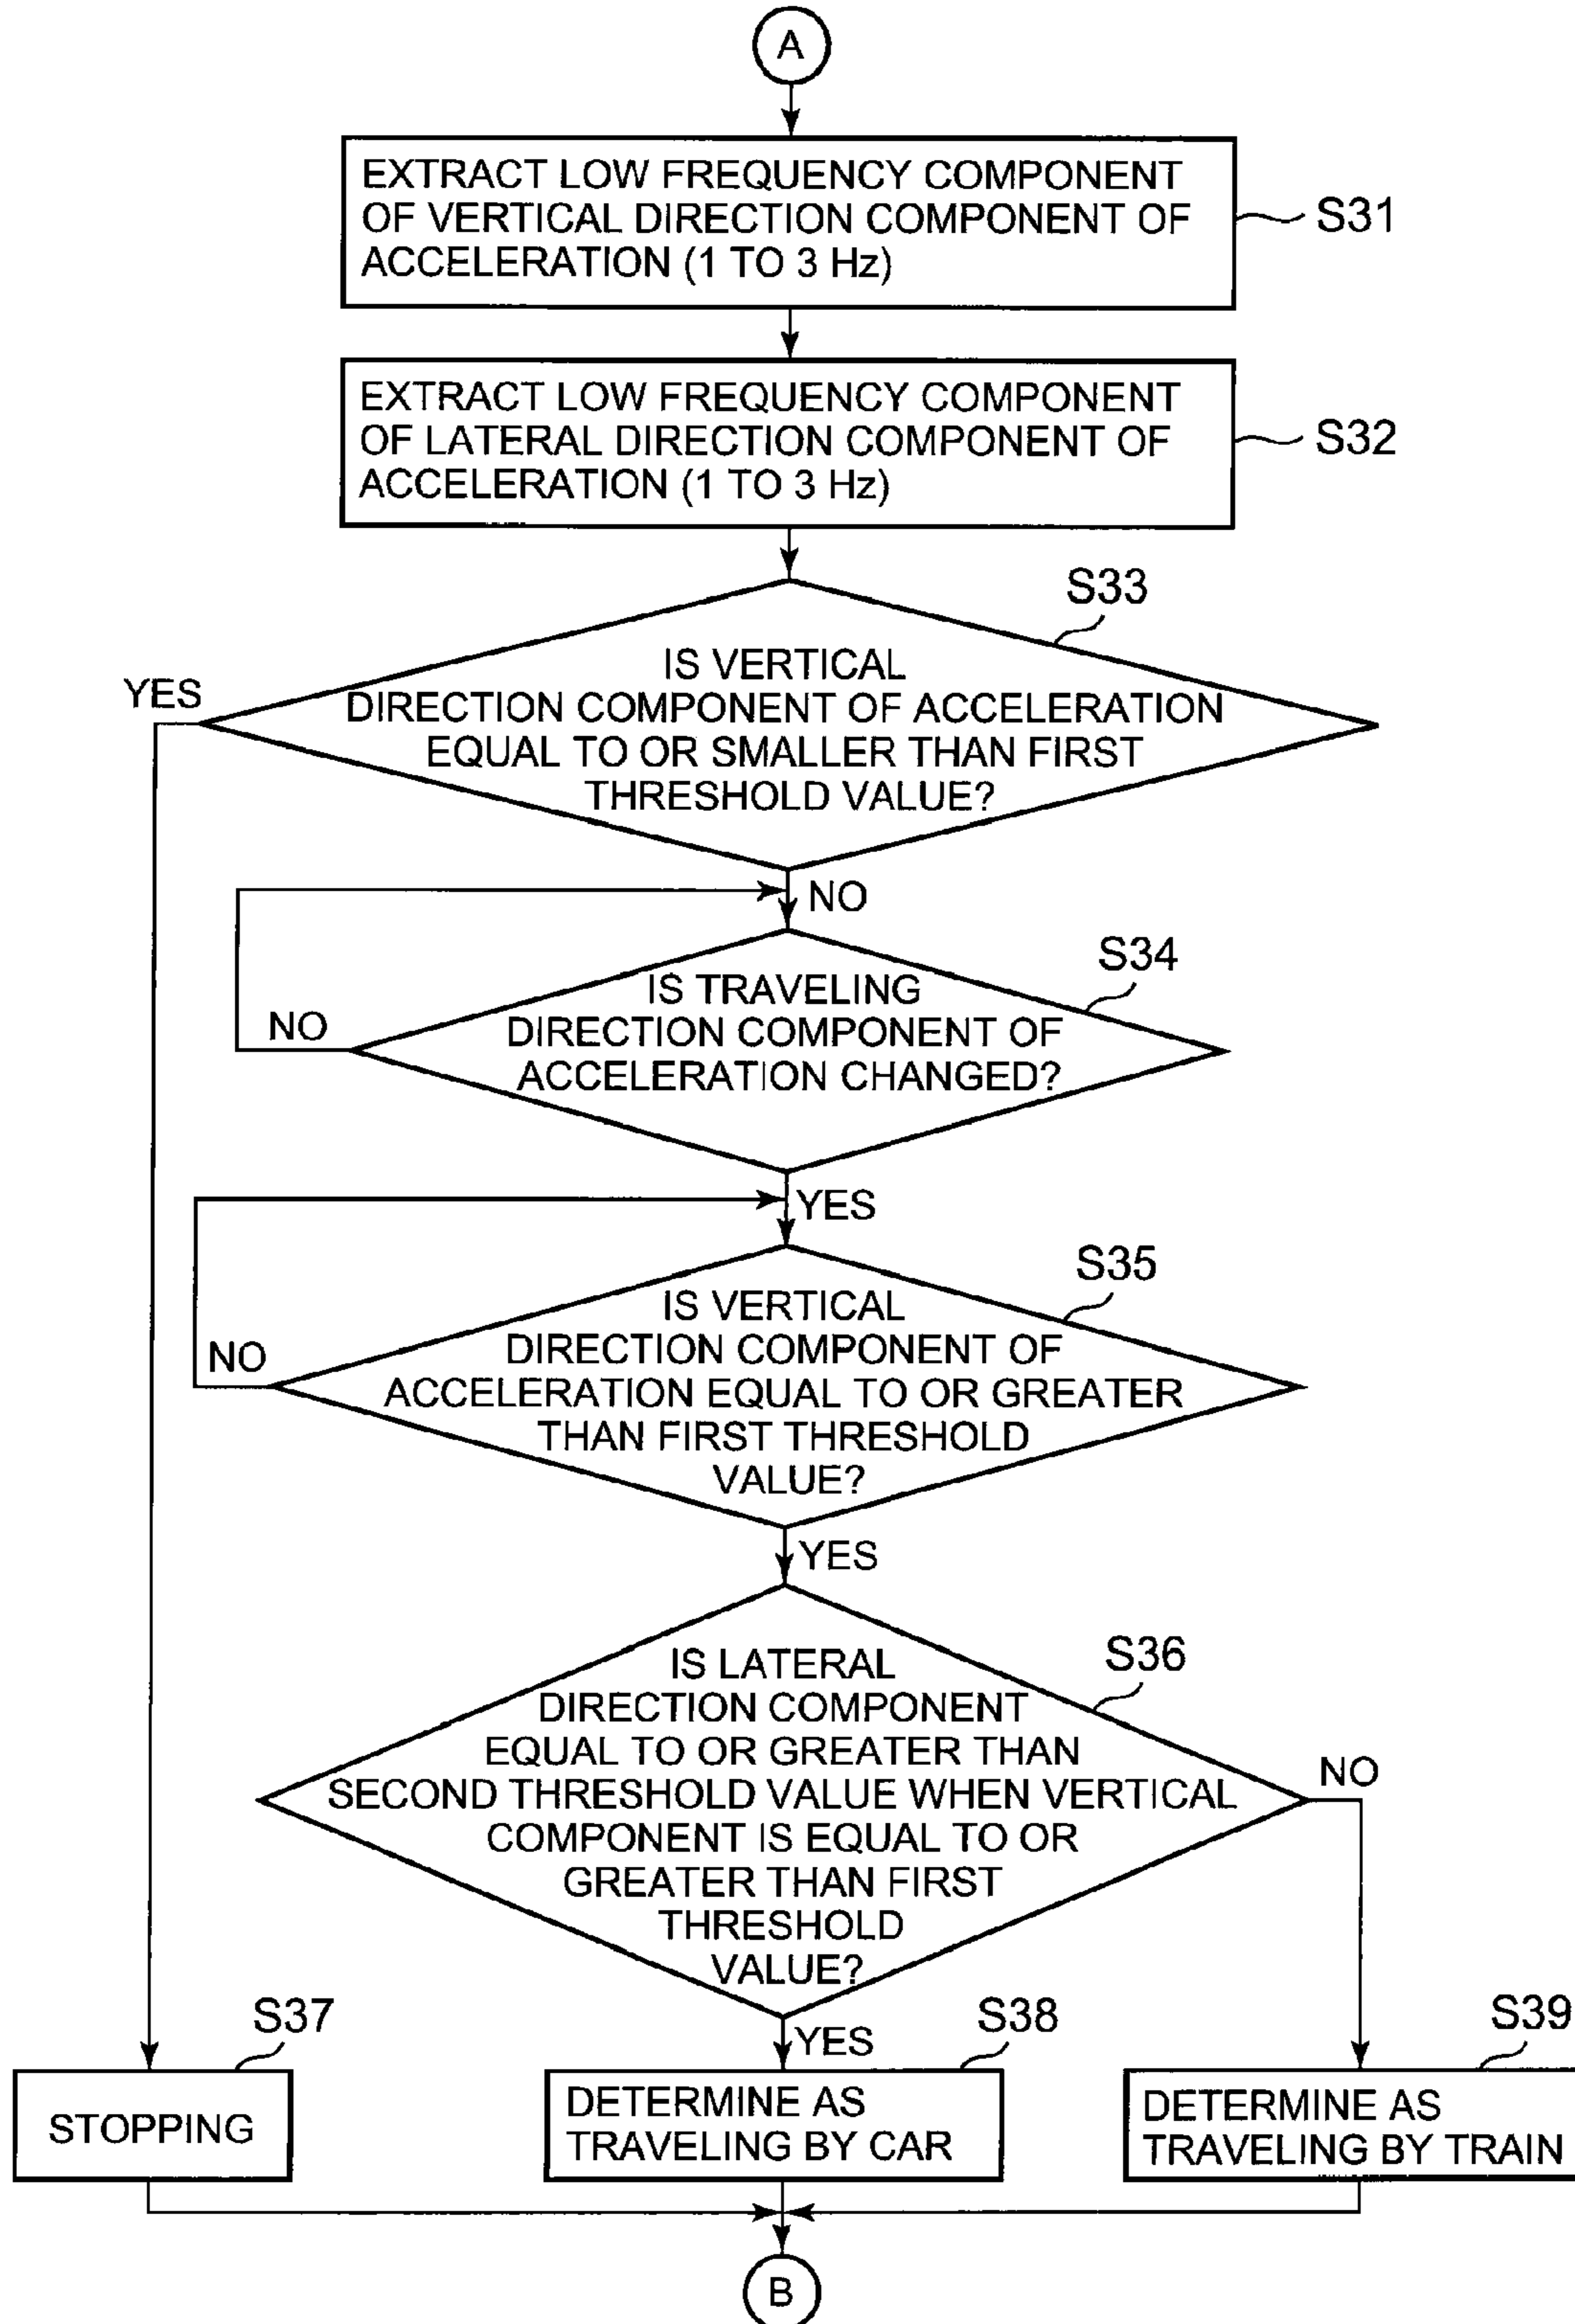 A
EXTRACT LOW FREQUENCY COMPONENT
OF VERTICAL DIRECTION COMPONENT OF
ACCELERATION (1 TO 3 Hz)
S31
EXTRACT LOW FREQUENCY COMPONENT
OF LATERAL DIRECTION COMPONENT OF
ACCELERATION (1 TO 3 Hz)
S32
S33
IS VERTICAL
DIRECTION COMPONENT OF ACCELERATION
EQUAL TO OR SMALLER THAN FIRST
THRESHOLD VALUE?
YES
NO
S34
IS TRAVELING
DIRECTION COMPONENT OF
ACCELERATION CHANGED?
NO
YES
S35
IS VERTICAL
DIRECTION COMPONENT OF
ACCELERATION EQUAL TO OR GREATER
THAN FIRST THRESHOLD
VALUE?
NO
YES
S36
IS LATERAL
DIRECTION COMPONENT
EQUAL TO OR GREATER THAN
SECOND THRESHOLD VALUE WHEN VERTICAL
COMPONENT IS EQUAL TO OR
GREATER THAN FIRST
THRESHOLD
VALUE?
NO
YES
S37
STOPPING
S38
DETERMINE AS
TRAVELING BY CAR
S39
DETERMINE AS
TRAVELING BY TRAIN
B